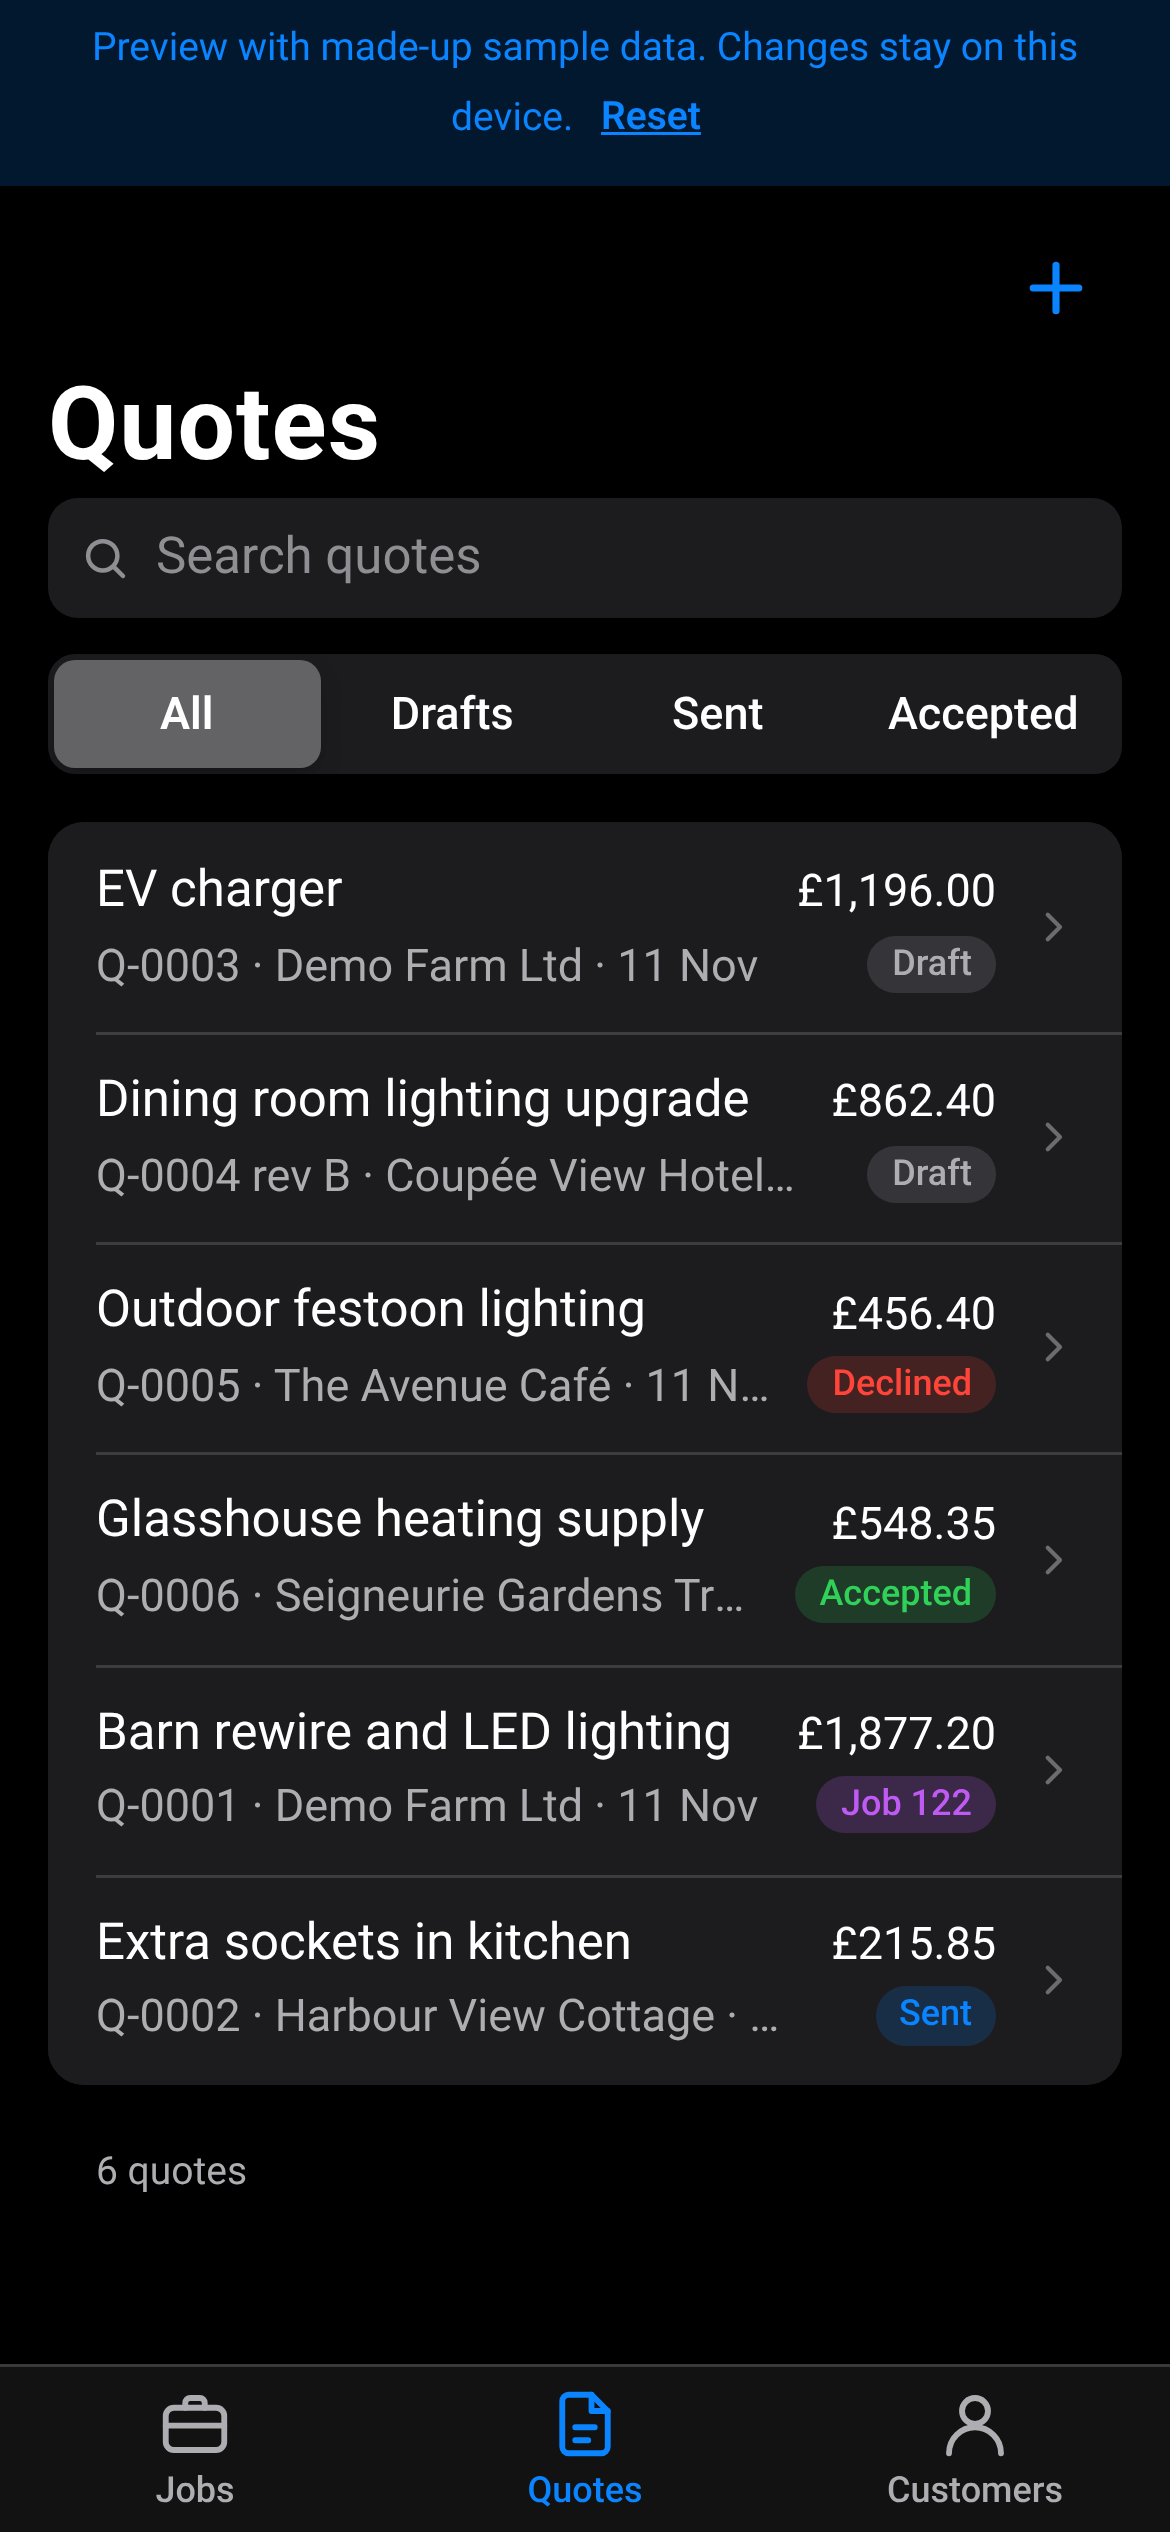 Preview with made-up sample data. Changes stay on this
device. Reset
Quotes
Search quotes
All Drafts Sent Accepted
EV charger £1,196.00
Q-0003 · Demo Farm Ltd · 11 Nov Draft
Dining room lighting upgrade £862.40
Q-0004 rev B · Coupée View Hotel… Draft
Outdoor festoon lighting £456.40
Q-0005 · The Avenue Café · 11 N… Declined
Glasshouse heating supply £548.35
Q-0006 · Seigneurie Gardens Tr… Accepted
Barn rewire and LED lighting £1,877.20
Q-0001 · Demo Farm Ltd · 11 Nov Job 122
Extra sockets in kitchen £215.85
Q-0002 · Harbour View Cottage · … Sent
6 quotes
Jobs Quotes Customers